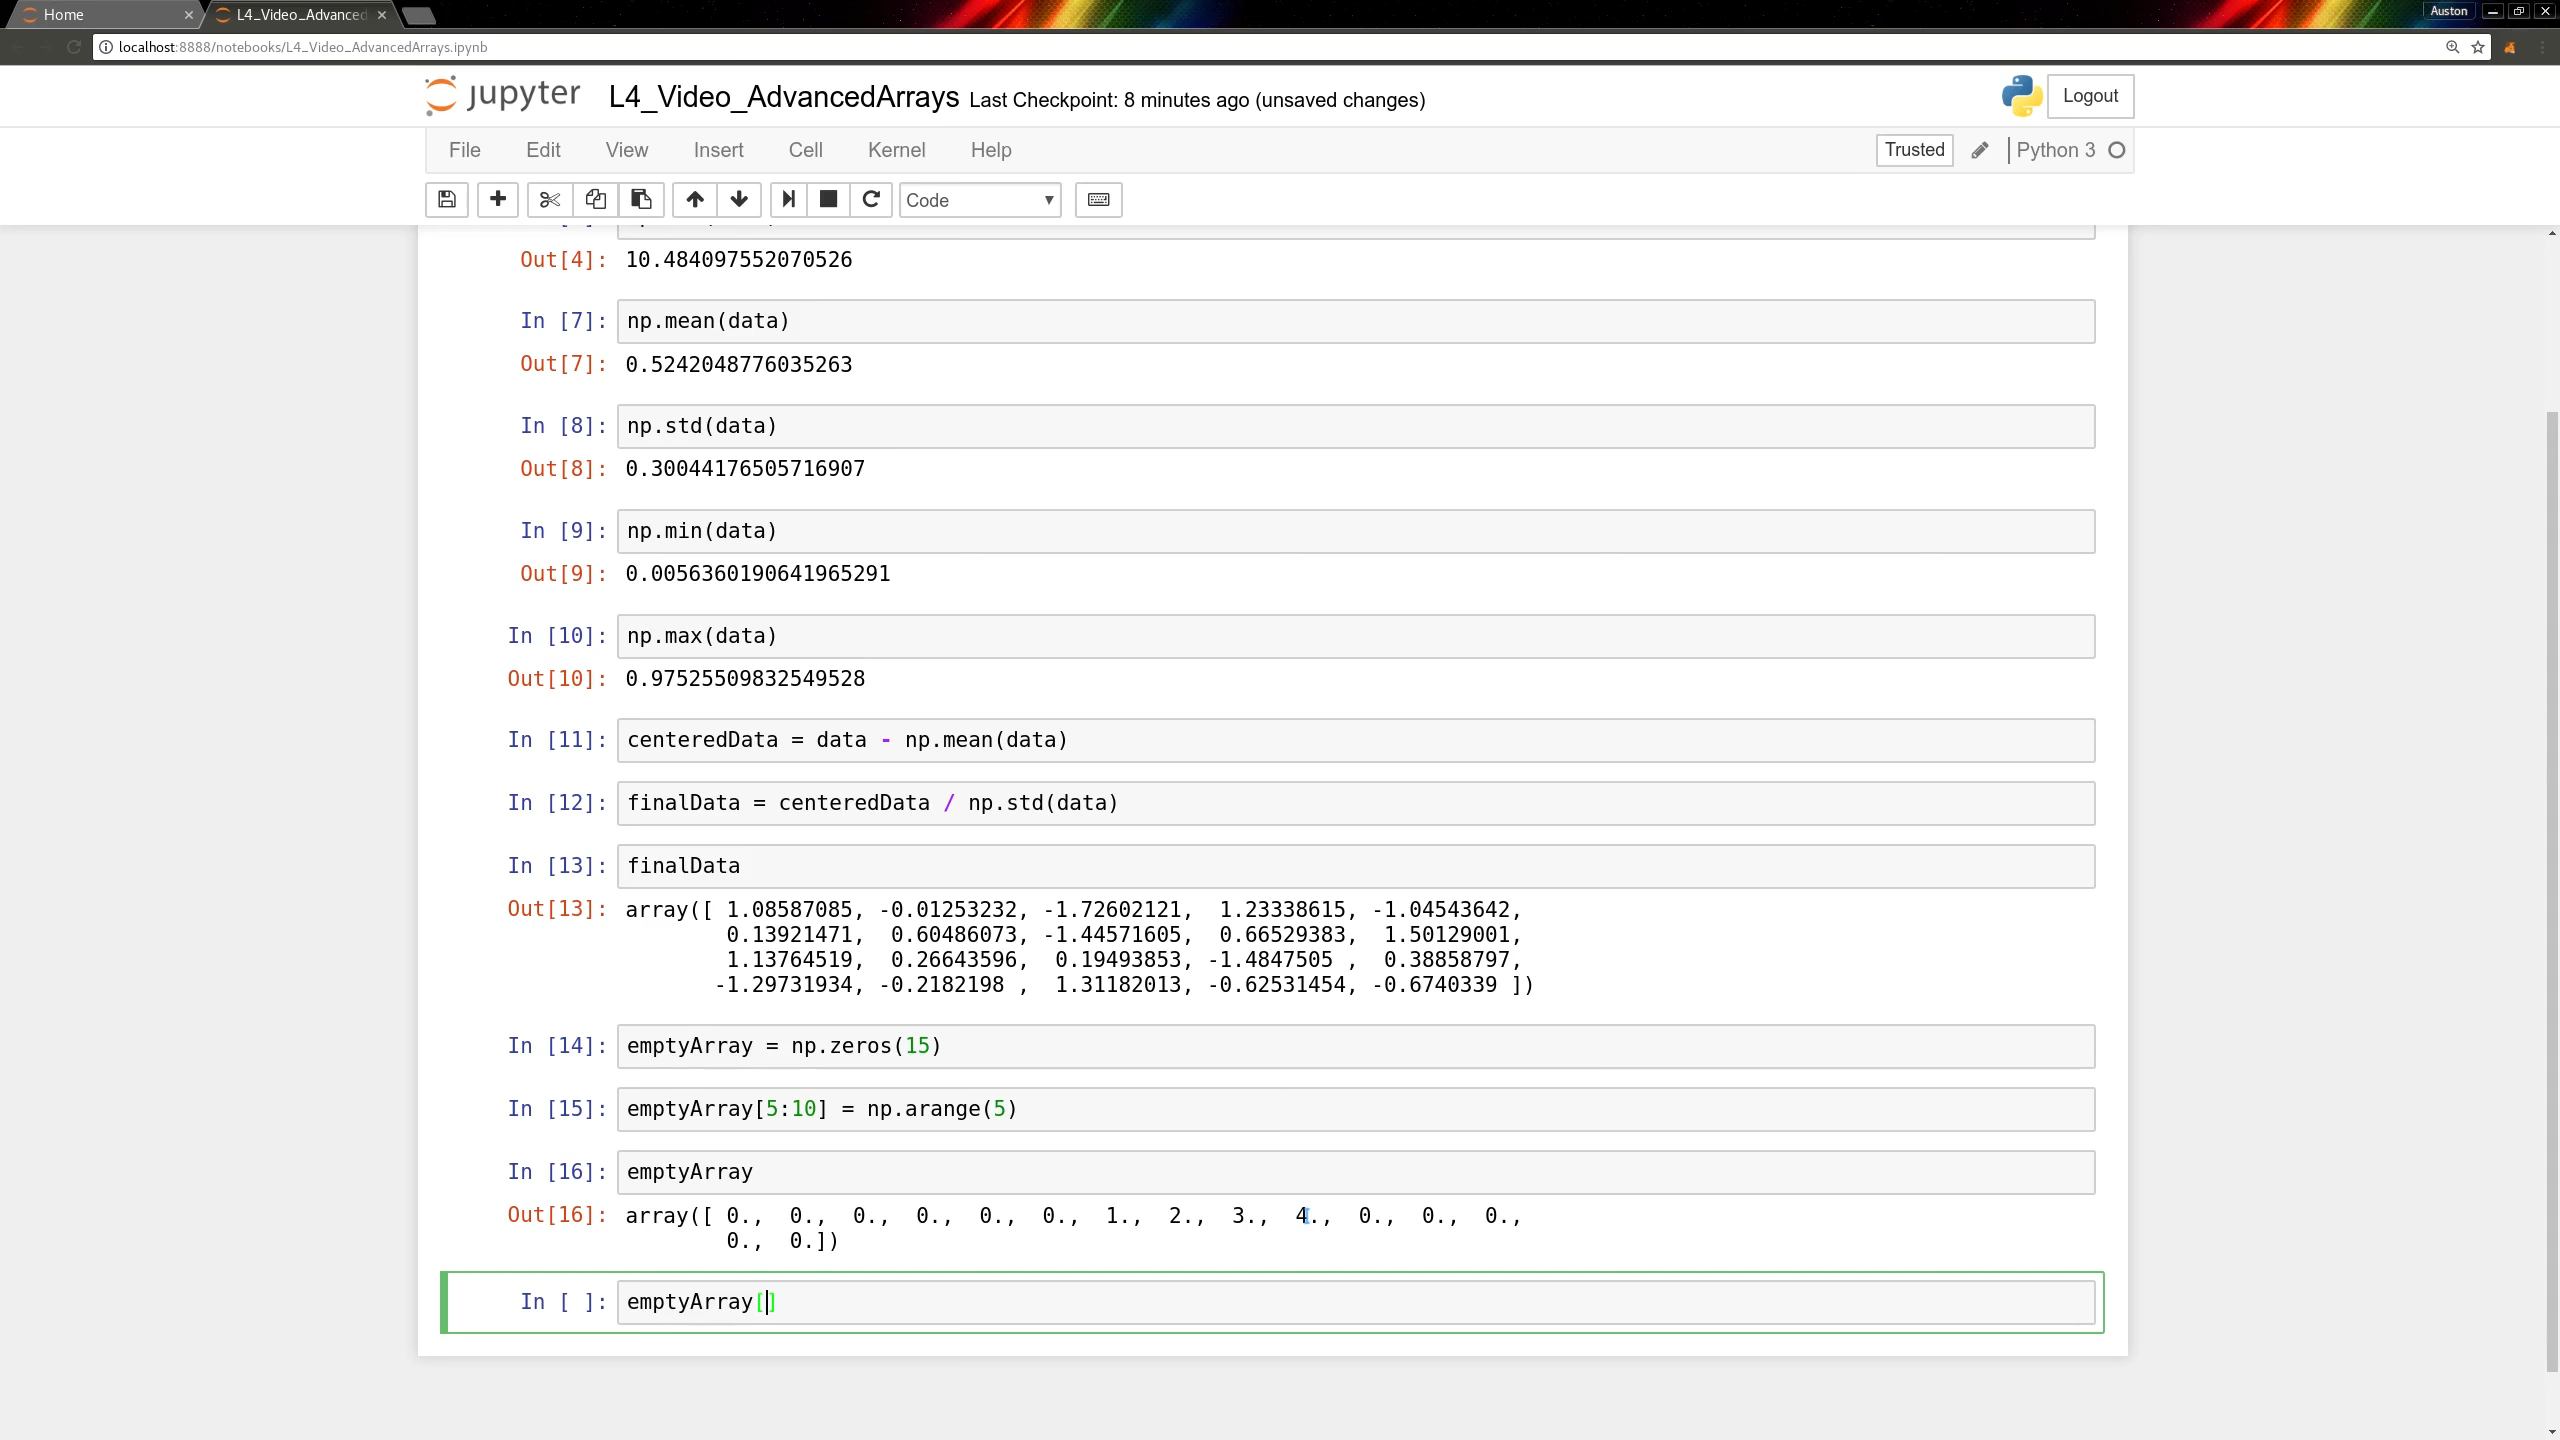 Home
L4_Video_Advanced
Auston
localhost:8888/notebooks/L4_Video_AdvancedArrays.ipynb
jupyter L4_Video_AdvancedArrays Last Checkpoint: 8 minutes ago (unsaved changes)
Logout
File Edit View Insert Cell Kernel Help
Trusted Python 3
Code
Out[4]: 10.484097552070526
In [7]: np.mean(data)
Out[7]: 0.5242048776035263
In [8]: np.std(data)
Out[8]: 0.30044176505716907
In [9]: np.min(data)
Out[9]: 0.0056360190641965291
In [10]: np.max(data)
Out[10]: 0.97525509832549528
In [11]: centeredData = data - np.mean(data)
In [12]: finalData = centeredData / np.std(data)
In [13]: finalData
Out[13]: array([ 1.08587085, -0.01253232, -1.72602121,  1.23338615, -1.04543642,
0.13921471,  0.60486073, -1.44571605,  0.66529383,  1.50129001,
1.13764519,  0.26643596,  0.19493853, -1.4847505 ,  0.38858797,
-1.29731934, -0.2182198 ,  1.31182013, -0.62531454, -0.6740339 ])
In [14]: emptyArray = np.zeros(15)
In [15]: emptyArray[5:10] = np.arange(5)
In [16]: emptyArray
Out[16]: array([ 0.,  0.,  0.,  0.,  0.,  0.,  1.,  2.,  3.,  4.,  0.,  0.,  0.,
0.,  0.])
In [ ]: emptyArray[]